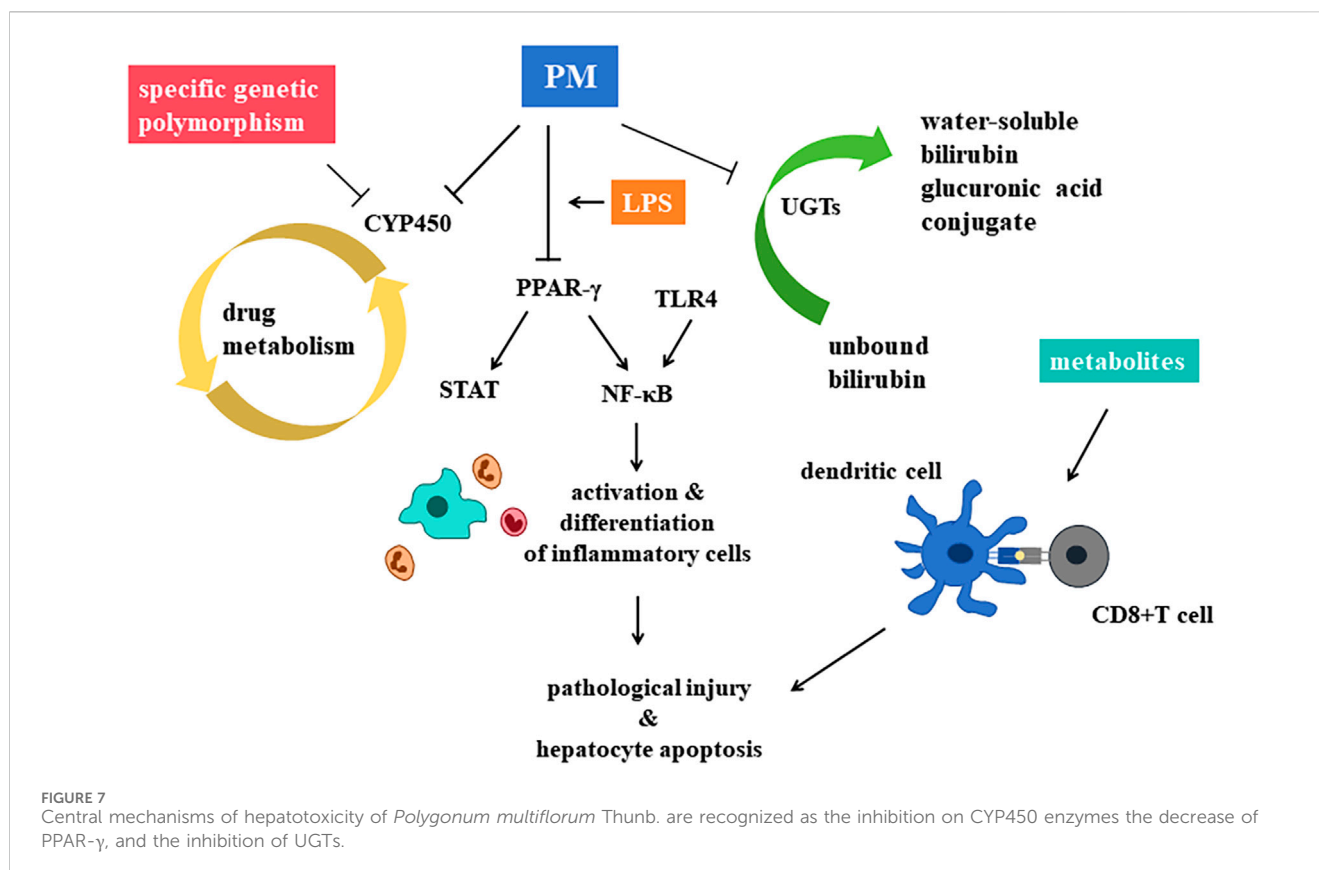 specific genetic
polymorphism
PM
water-soluble
bilirubin
glucuronic acid
conjugate
LPS
UGTs
CYP450
PPAR-γ
TLR4
drug
metabolism
unbound
bilirubin
metabolites
STAT
NF-κB
dendritic cell
activation &
differentiation
of inflammatory cells
CD8+T cell
pathological injury
&
hepatocyte apoptosis
FIGURE 7
Central mechanisms of hepatotoxicity of Polygonum multiflorum Thunb. are recognized as the inhibition on CYP450 enzymes the decrease of
PPAR-γ, and the inhibition of UGTs.